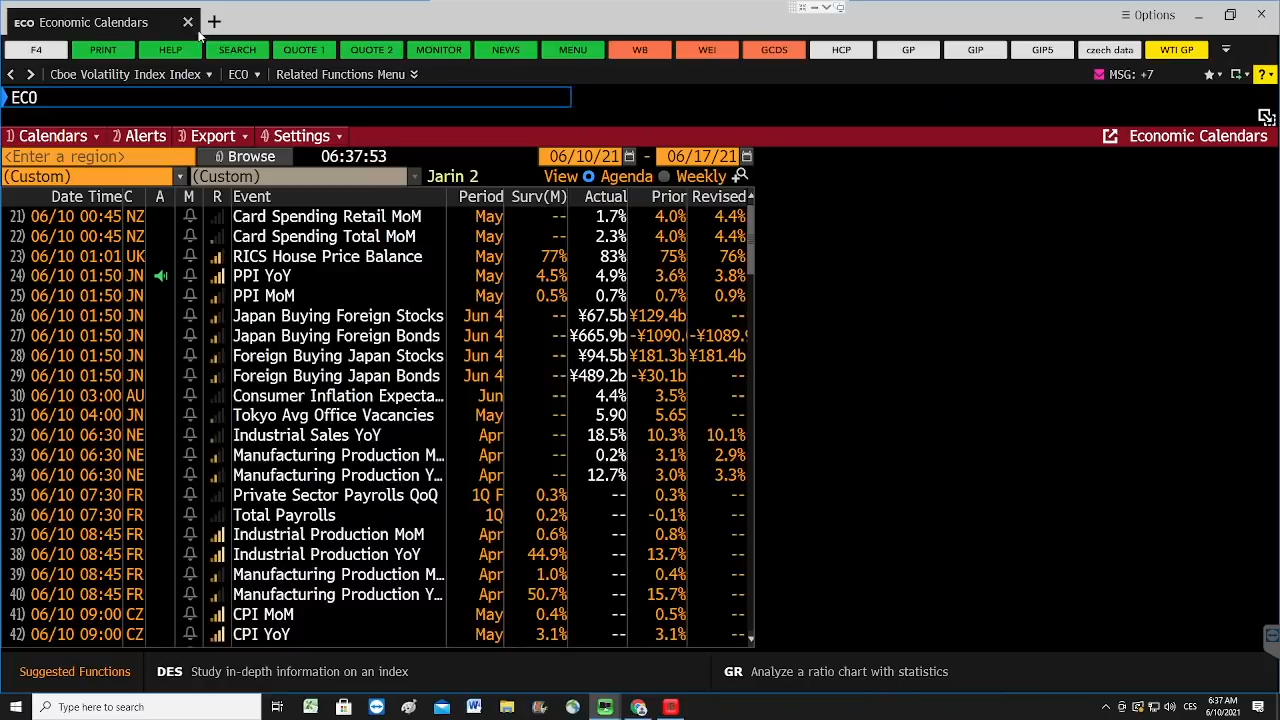 ECO Economic Calendars
Options
F4 PRINT HELP SEARCH QUOTE 1 QUOTE 2 MONITOR NEWS MENU WB WEI GCDS HCP GP GIP GIP5 czech data WTI GP
Cboe Volatility Index Index ECO Related Functions Menu MSG: +7 ?
ECO
1) Calendars 2) Alerts 3) Export 4) Settings Economic Calendars
<Enter a region> Browse 06:37:53 06/10/21 - 06/17/21
(Custom) (Custom) Jarin 2 View Agenda Weekly
Date Time C A M R Event Period Surv(M) Actual Prior Revised
21) 06/10 00:45 NZ Card Spending Retail MoM May -- 1.7% 4.0% 4.4%
22) 06/10 00:45 NZ Card Spending Total MoM May -- 2.3% 4.0% 4.4%
23) 06/10 01:01 UK RICS House Price Balance May 77% 83% 75% 76%
24) 06/10 01:50 JN PPI YoY May 4.5% 4.9% 3.6% 3.8%
25) 06/10 01:50 JN PPI MoM May 0.5% 0.7% 0.7% 0.9%
26) 06/10 01:50 JN Japan Buying Foreign Stocks Jun 4 -- ¥67.5b ¥129.4b --
27) 06/10 01:50 JN Japan Buying Foreign Bonds Jun 4 -- ¥665.9b -¥1090. -¥1089.
28) 06/10 01:50 JN Foreign Buying Japan Stocks Jun 4 -- ¥94.5b ¥181.3b ¥181.4b
29) 06/10 01:50 JN Foreign Buying Japan Bonds Jun 4 -- ¥489.2b -¥30.1b --
30) 06/10 03:00 AU Consumer Inflation Expecta... Jun -- 4.4% 3.5% --
31) 06/10 04:00 JN Tokyo Avg Office Vacancies May -- 5.90 5.65 --
32) 06/10 06:30 NE Industrial Sales YoY Apr -- 18.5% 10.3% 10.1%
33) 06/10 06:30 NE Manufacturing Production M... Apr -- 0.2% 3.1% 2.9%
34) 06/10 06:30 NE Manufacturing Production Y... Apr -- 12.7% 3.0% 3.3%
35) 06/10 07:30 FR Private Sector Payrolls QoQ 1Q F 0.3% -- 0.3% --
36) 06/10 07:30 FR Total Payrolls 1Q 0.2% -- -0.1% --
37) 06/10 08:45 FR Industrial Production MoM Apr 0.6% -- 0.8% --
38) 06/10 08:45 FR Industrial Production YoY Apr 44.9% -- 13.7% --
39) 06/10 08:45 FR Manufacturing Production M... Apr 1.0% -- 0.4% --
40) 06/10 08:45 FR Manufacturing Production Y... Apr 50.7% -- 15.7% --
41) 06/10 09:00 CZ CPI MoM May 0.4% -- 0.5% --
42) 06/10 09:00 CZ CPI YoY May 3.1% -- 3.1% --
Suggested Functions DES Study in-depth information on an index GR Analyze a ratio chart with statistics
Type here to search CES 6:37 AM
6/10/2021